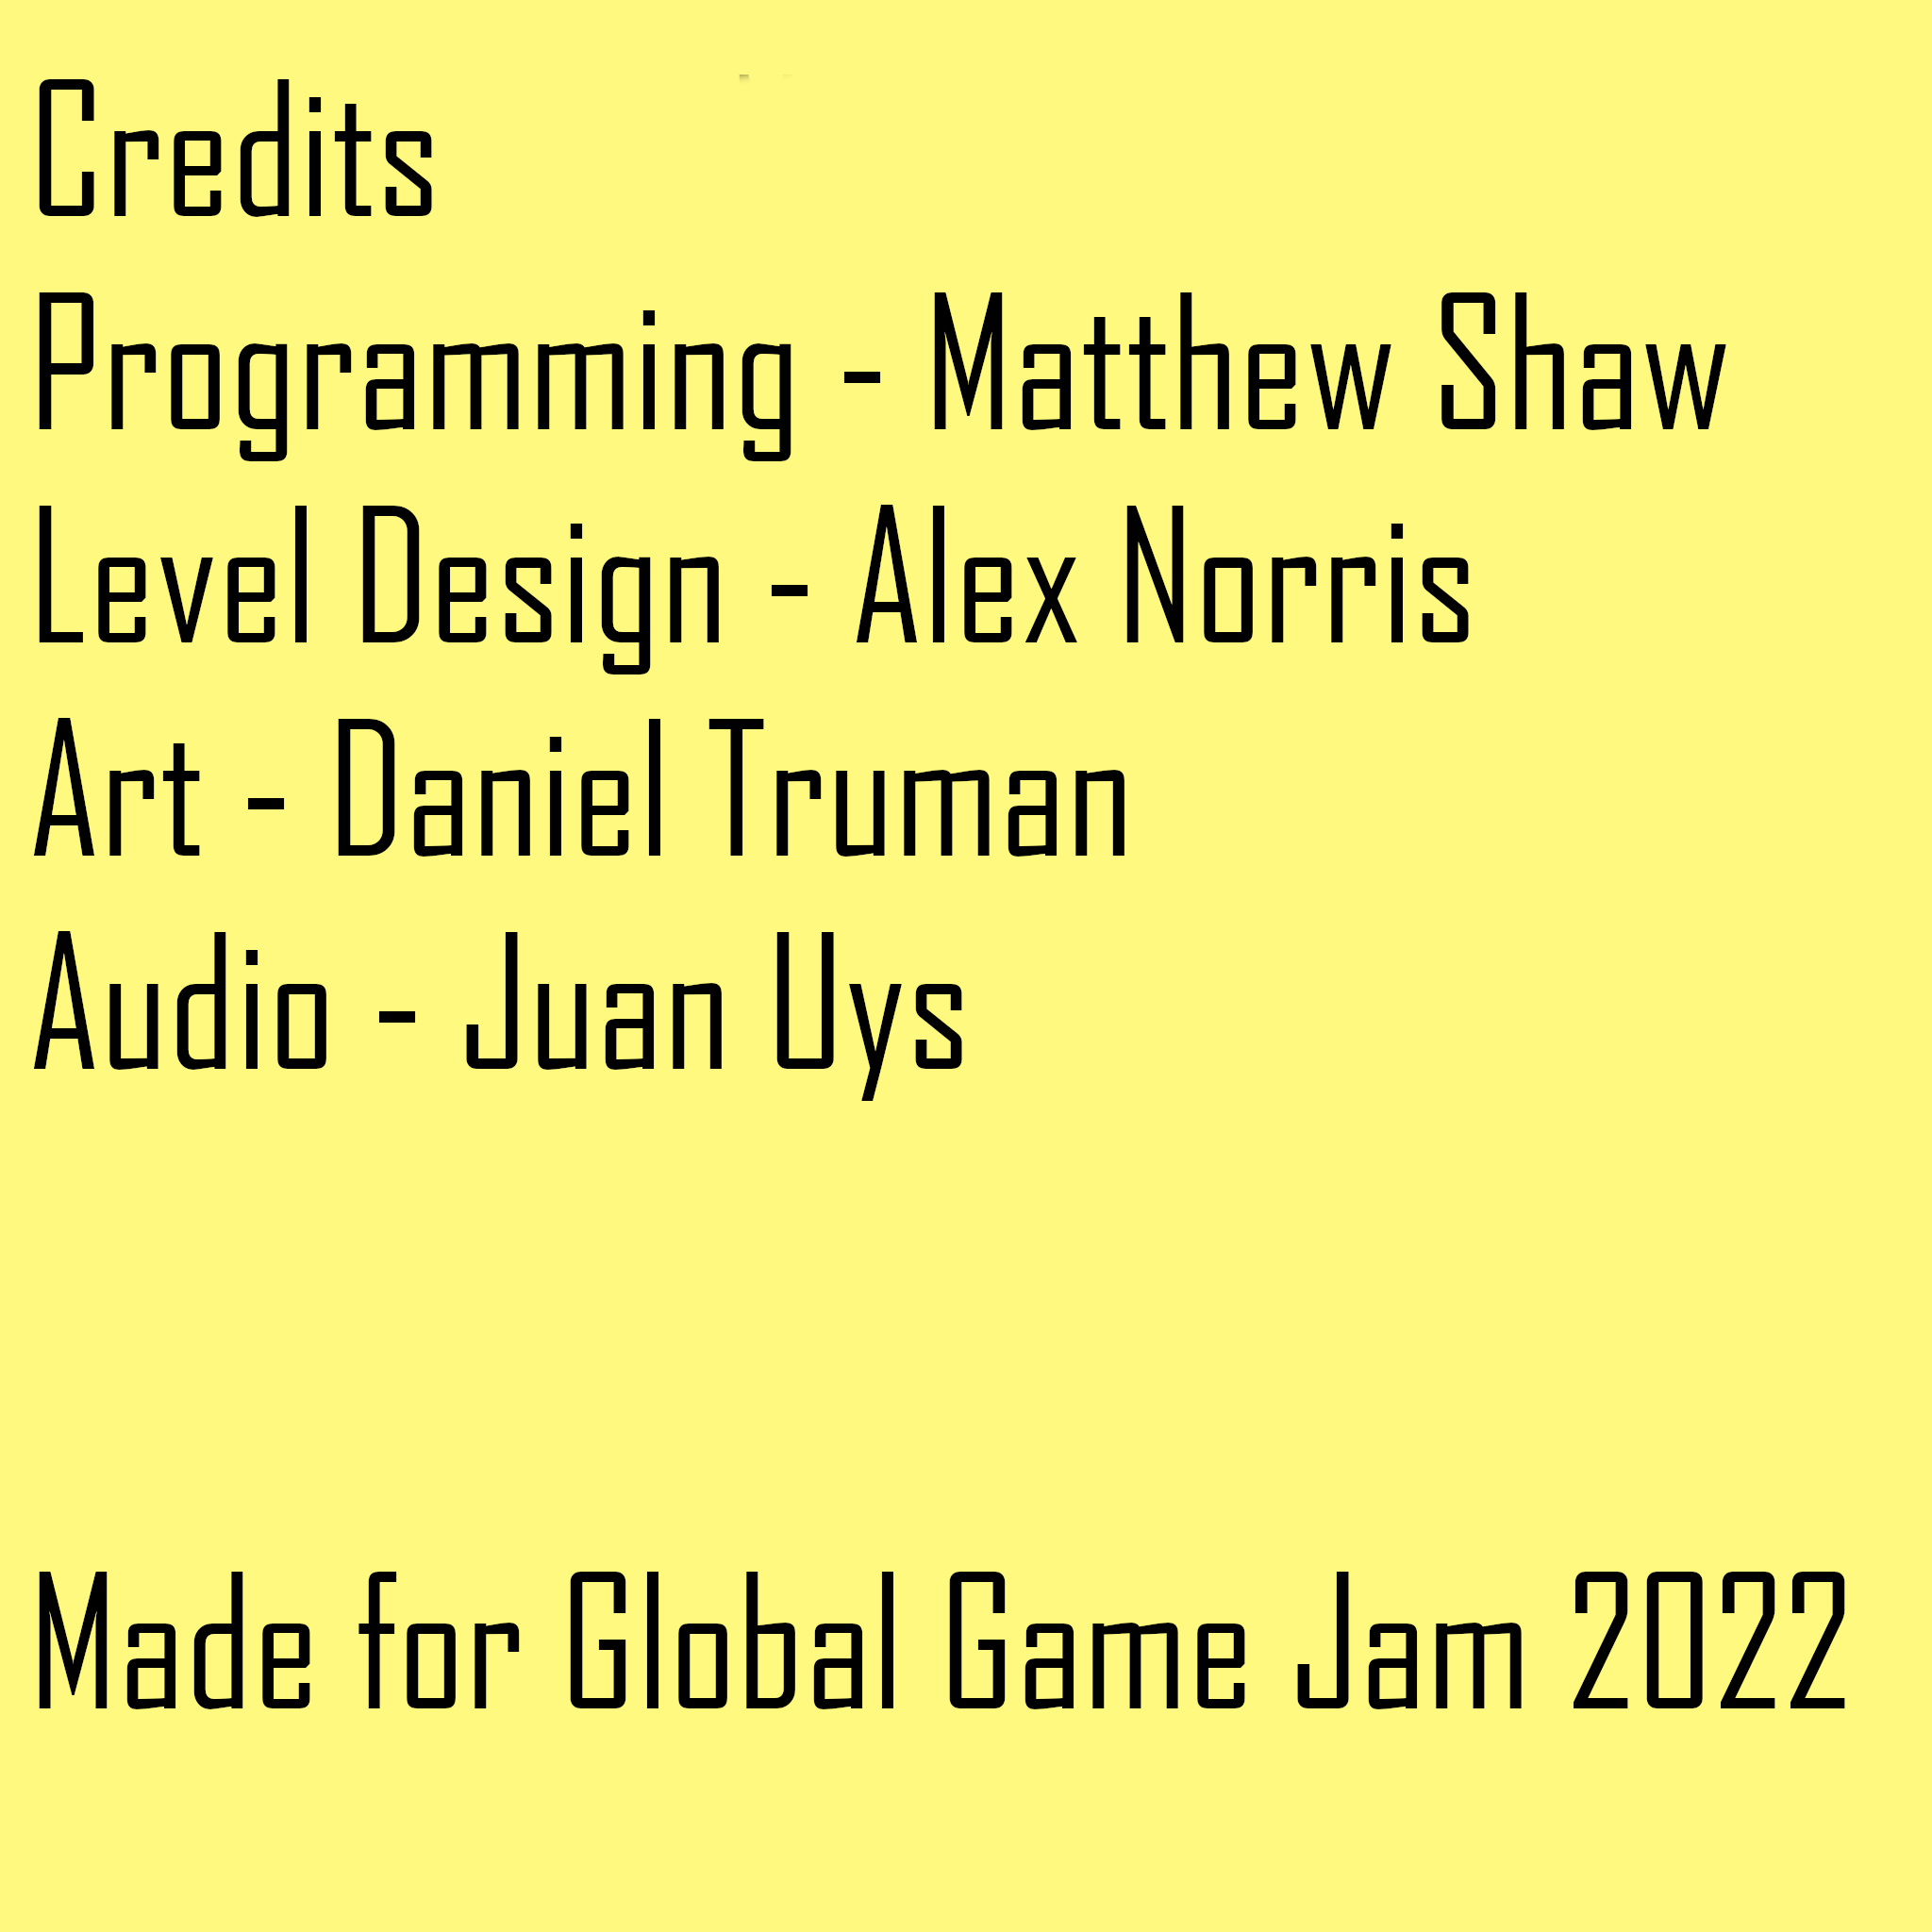 Credits
Programming - Matthew Shaw
Level Design - Alex Norris
Art - Daniel Truman
Audio - Juan Uys
Made for Global Game Jam 2022